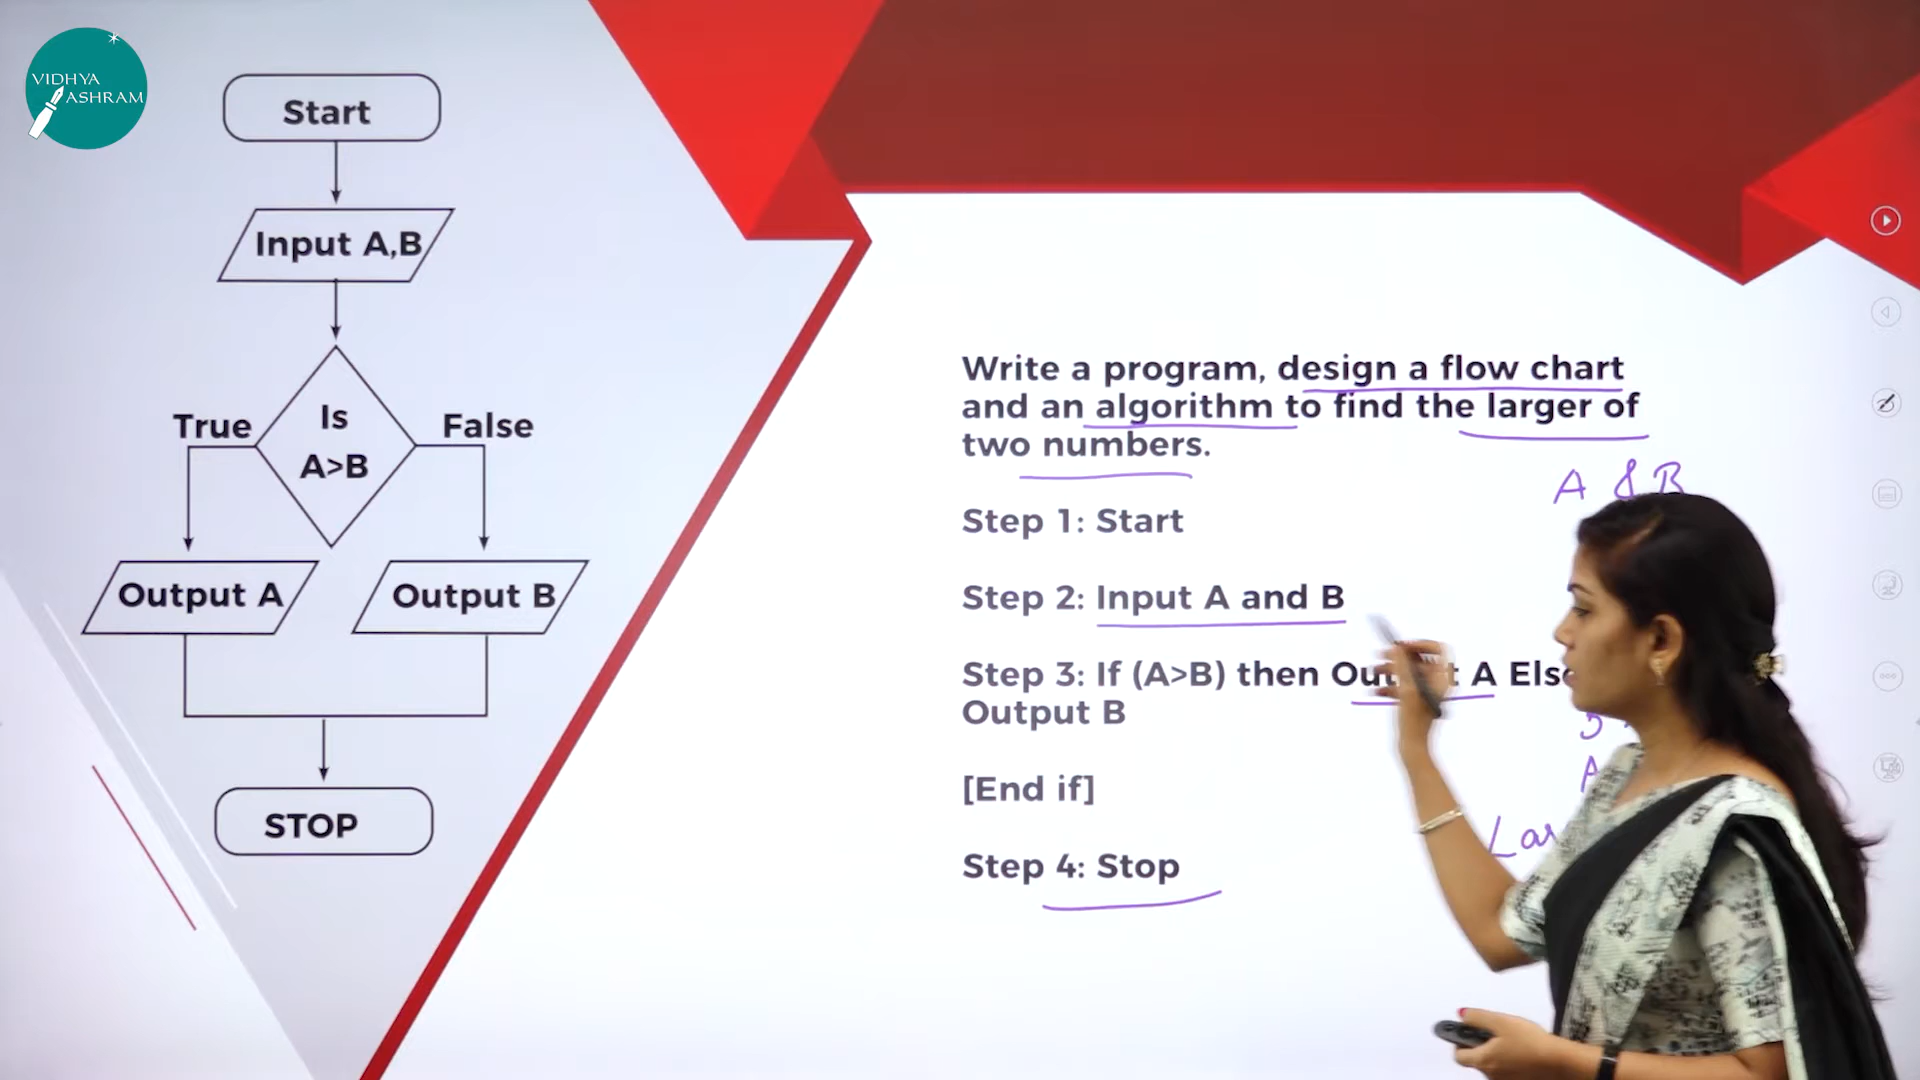 VIDHYA
ASHRAM
Start
Input A,B
Is
A>B
True
False
Output A
Output B
STOP
Write a program, design a flow chart
and an algorithm to find the larger of
two numbers.
A & B
Step 1: Start
Step 2: Input A and B
Step 3: If (A>B) then Output A Else
Output B
[End if]
Step 4: Stop